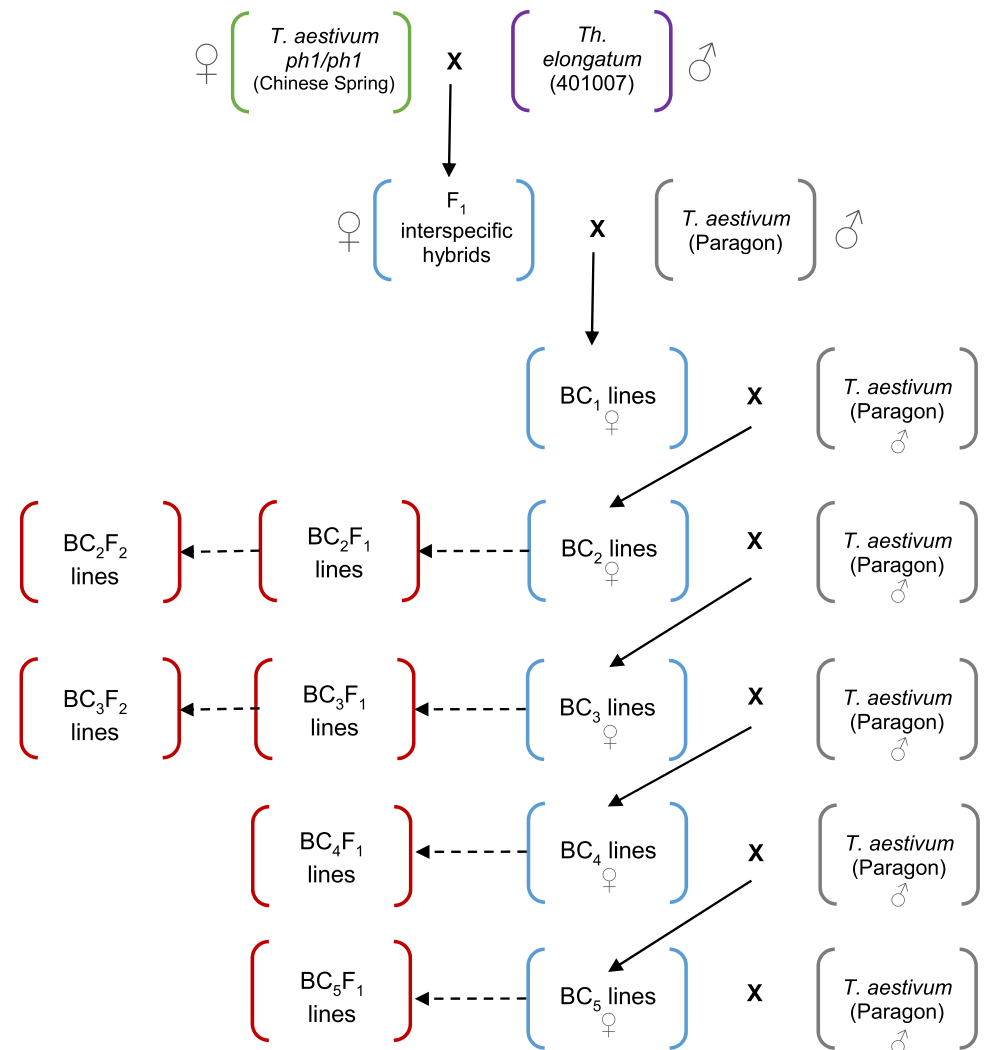 T. aestivum
ph1/ph1
(Chinese Spring)
X
Th.
elongatum
(401007)
F1
interspecific
hybrids
X
T. aestivum
(Paragon)
BC1 lines
X
T. aestivum
(Paragon)
BC2F2
lines
BC2F1
lines
BC2 lines
X
T. aestivum
(Paragon)
BC3F2
lines
BC3F1
lines
BC3 lines
X
T. aestivum
(Paragon)
BC4F1
lines
BC4 lines
X
T. aestivum
(Paragon)
BC5F1
lines
BC5 lines
X
T. aestivum
(Paragon)